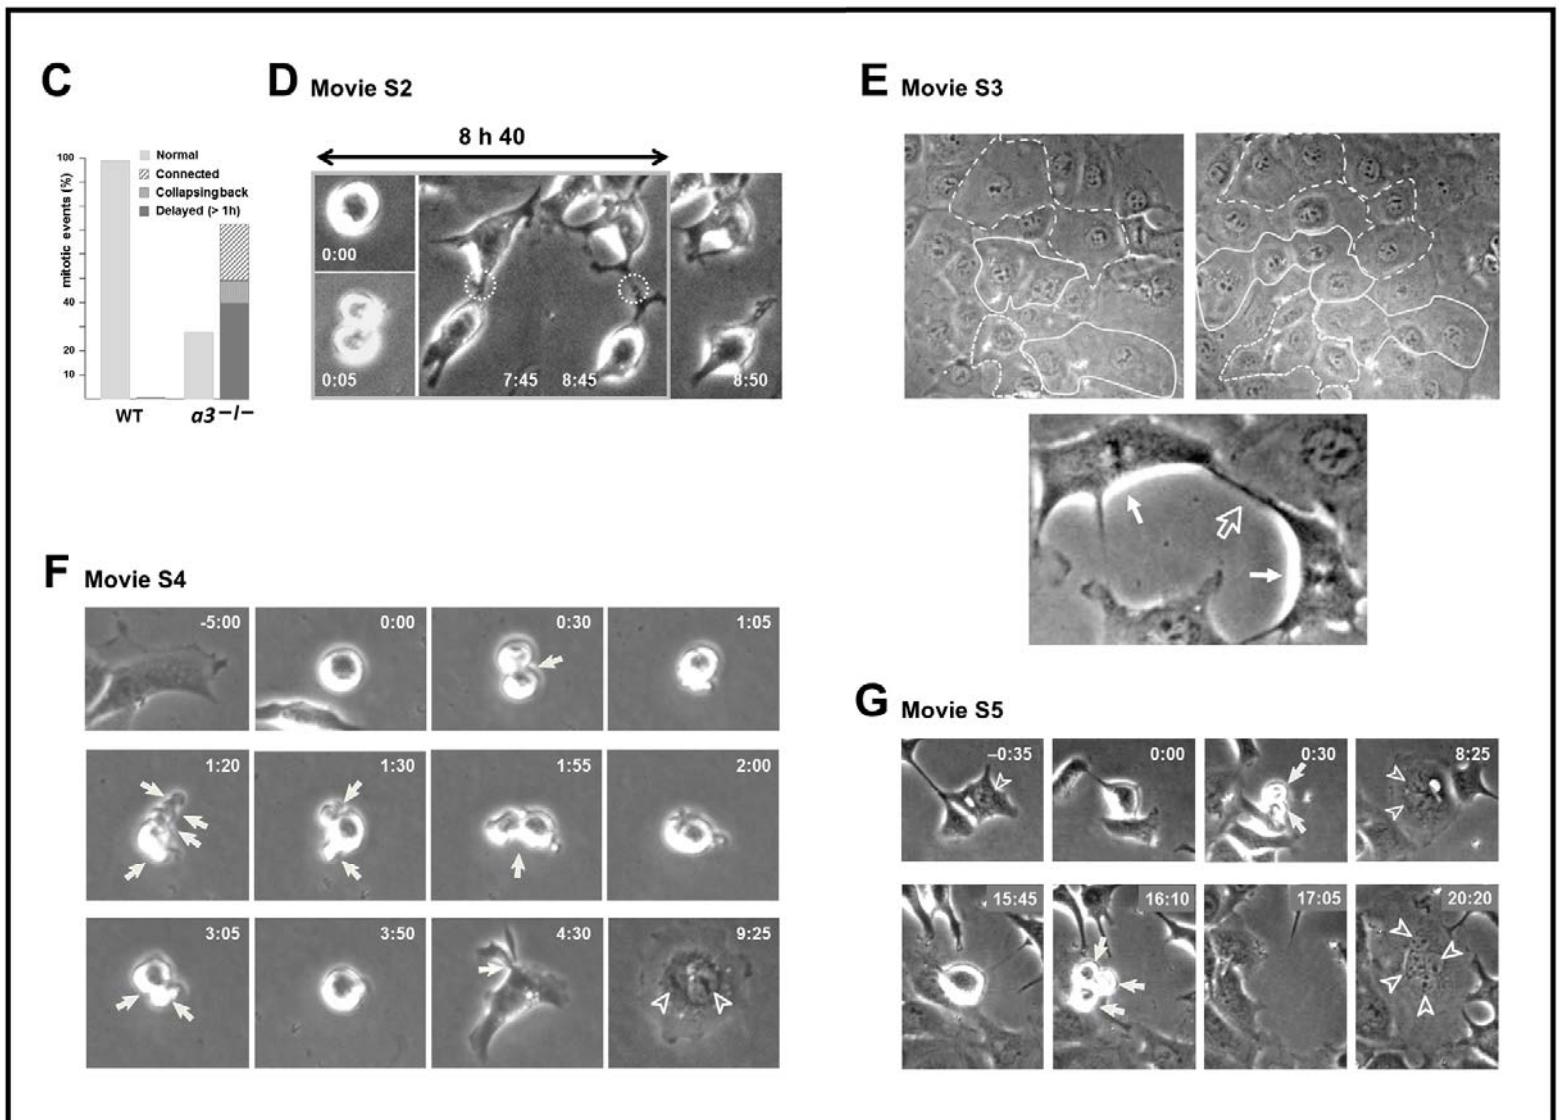 C
100
40
20
10
mitotic events (%)
Normal
Connected
Collapsingback
Delayed (> 1h)
WT
a3 −/−
D Movie S2
8 h 40
0:00
0:05
7:45
8:45
8:50
E Movie S3
F Movie S4
-5:00
0:00
0:30
1:05
1:20
1:30
1:55
2:00
3:05
3:50
4:30
9:25
G Movie S5
–0:35
0:00
0:30
8:25
15:45
16:10
17:05
20:20